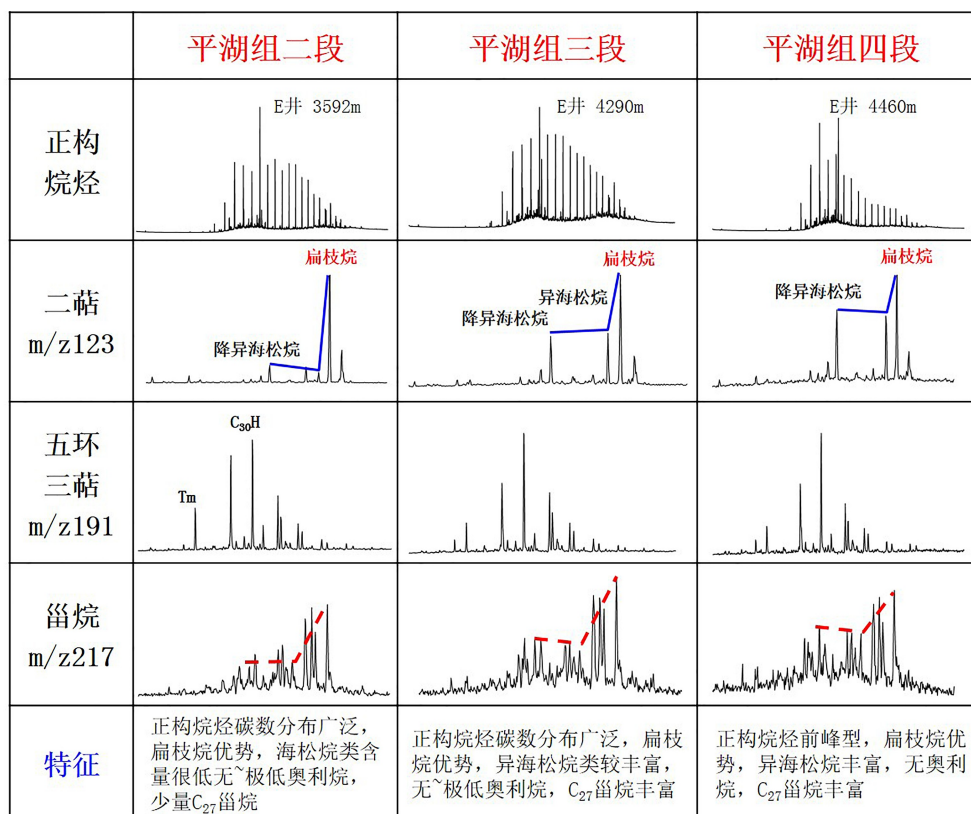 平湖组二段
平湖组三段
平湖组四段
正构
烷烃
E井 3592m
E井 4290m
E井 4460m
二萜
m/z123
扁枝烷
降异海松烷
扁枝烷
异海松烷
降异海松烷
扁枝烷
降异海松烷
五环
三萜
m/z191
C₃₀H
Tm
甾烷
m/z217
特征
正构烷烃碳数分布广泛，
扁枝烷优势，海松烷类含
量很低无~极低奥利烷，
少量C₂₇甾烷
正构烷烃碳数分布广泛，扁枝
烷优势，异海松烷类较丰富，
无~极低奥利烷，C₂₇甾烷丰富
正构烷烃前峰型，扁枝烷优
势，异海松烷丰富，无奥利
烷，C₂₇甾烷丰富